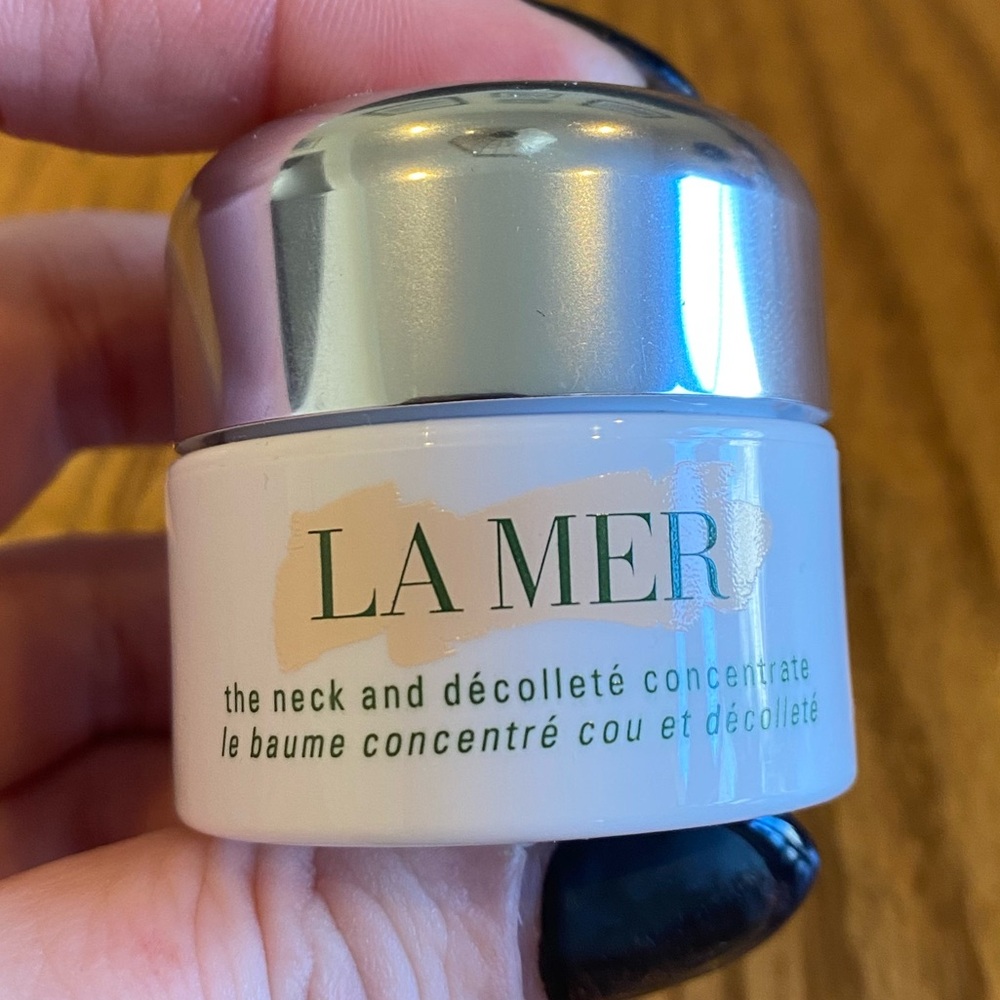 LA MER
the neck and décolleté concentrate
le baume concentré cou et décolleté